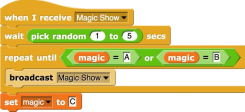 when I receive Magic Show
wait pick random 1 to 5 secs
repeat until magic = A or magic = B
broadcast Magic Show
set magic to C